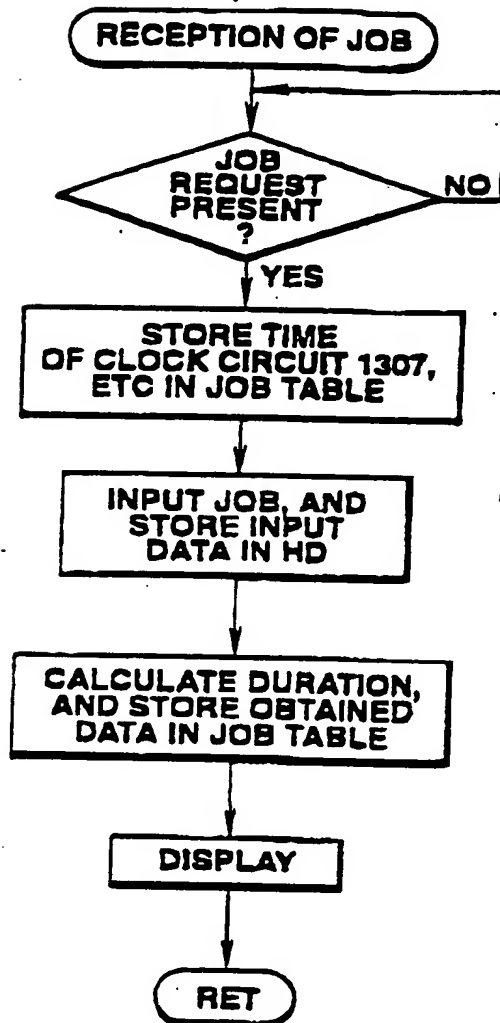 RECEPTION OF JOB
JOB
REQUEST
PRESENT
?
NO
YES
STORE TIME
OF CLOCK CIRCUIT 1307,
ETC IN JOB TABLE
INPUT JOB, AND
STORE INPUT
DATA IN HD
CALCULATE DURATION,
AND STORE OBTAINED
DATA IN JOB TABLE
DISPLAY
RET